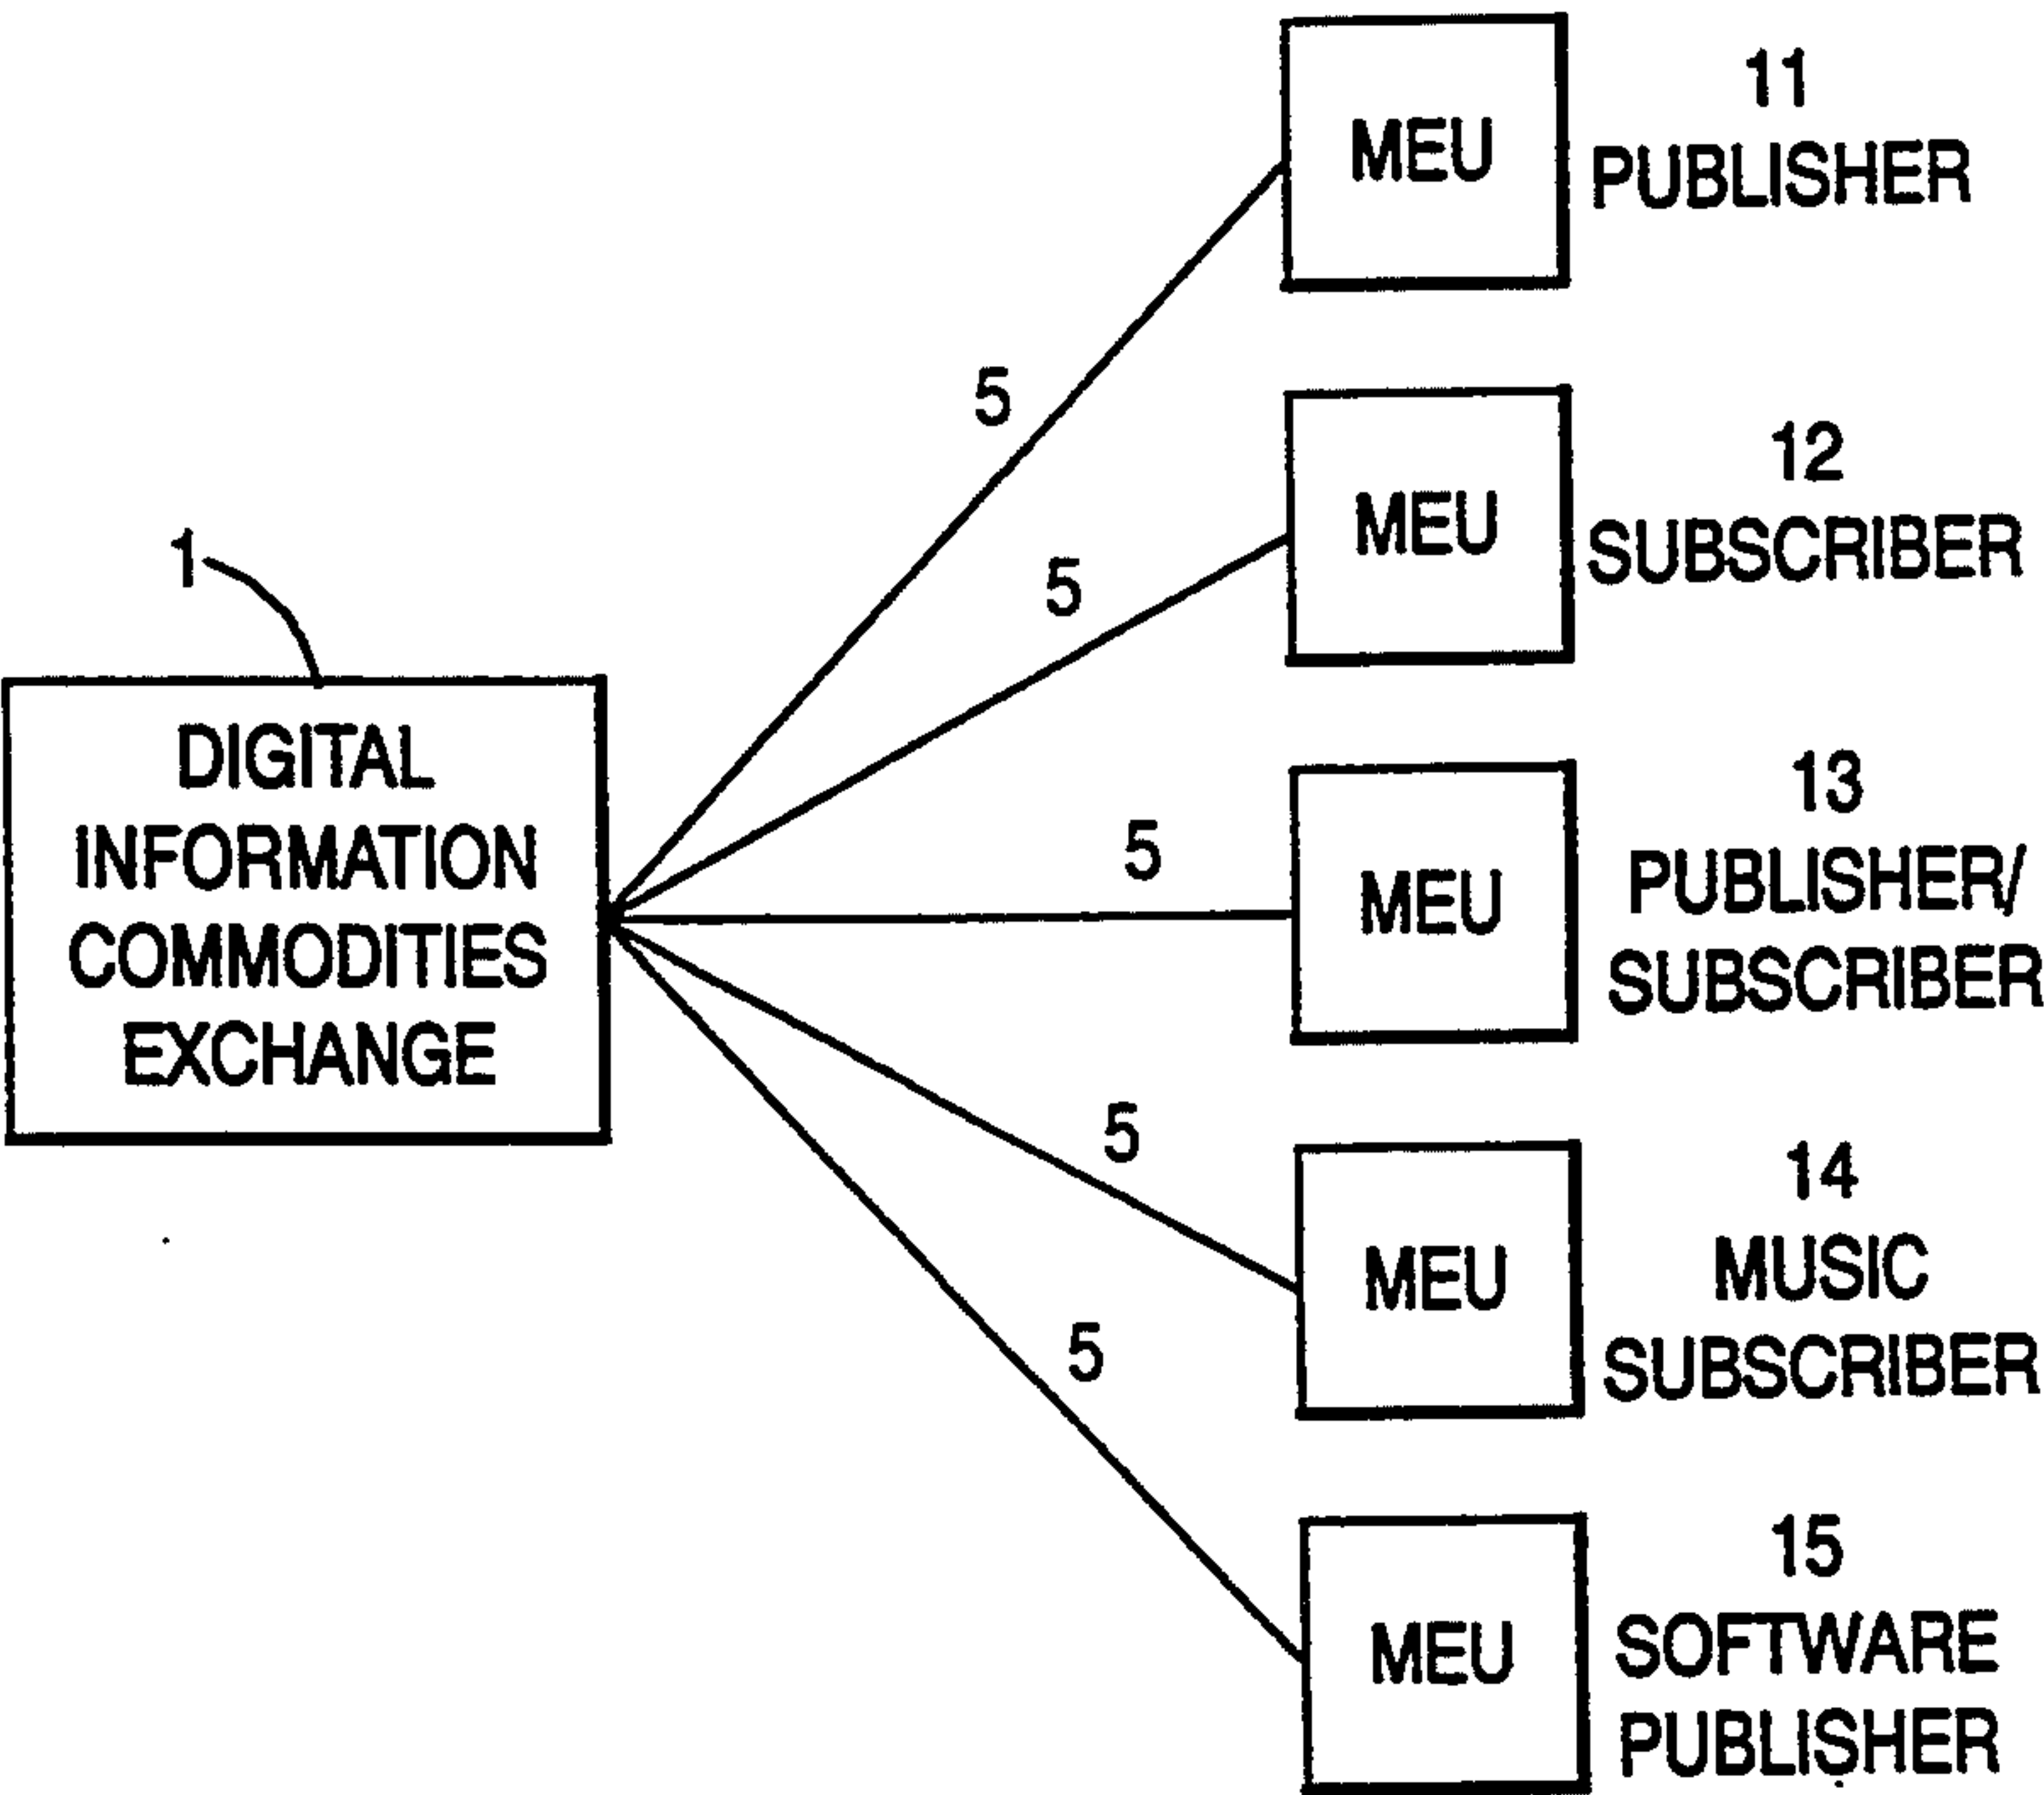 11
MEU
PUBLISHER
5
12
MEU
SUBSCRIBER
5
1
DIGITAL
INFORMATION
COMMODITIES
EXCHANGE
13
5
MEU
PUBLISHER/
SUBSCRIBER
14
5
MEU
MUSIC
SUBSCRIBER
5
15
MEU
SOFTWARE
PUBLISHER